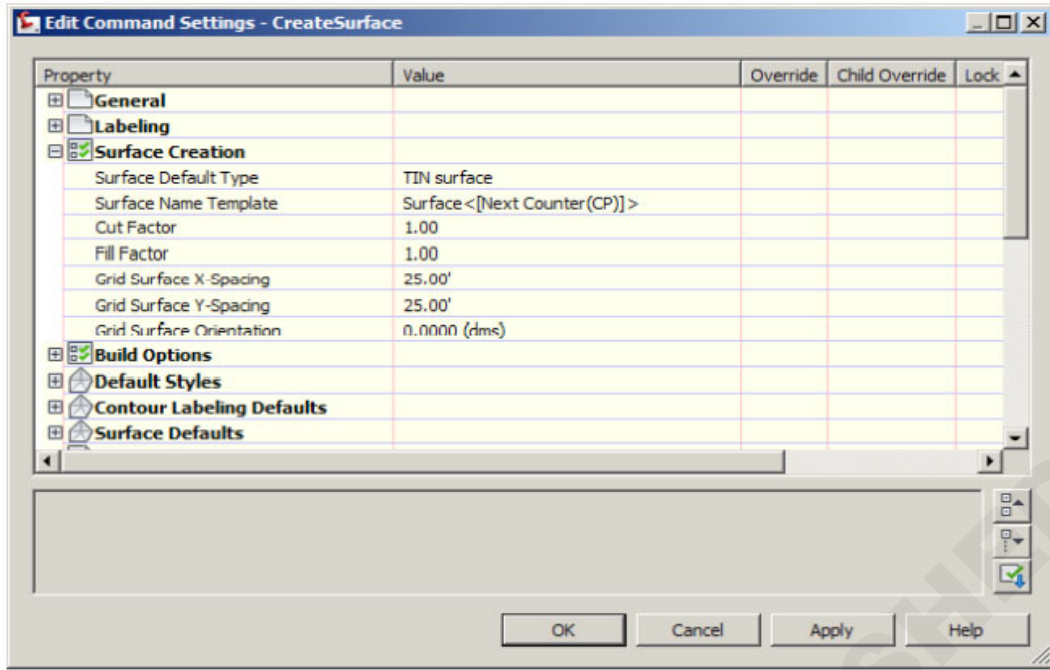 Edit Command Settings - CreateSurface
Property Value Override Child Override Lock
General
Labeling
Surface Creation
Surface Default Type TIN surface
Surface Name Template Surface<[Next Counter(CP)]>
Cut Factor 1.00
Fill Factor 1.00
Grid Surface X-Spacing 25.00'
Grid Surface Y-Spacing 25.00'
Grid Surface Orientation 0.0000 (dms)
Build Options
Default Styles
Contour Labeling Defaults
Surface Defaults
OK Cancel Apply Help